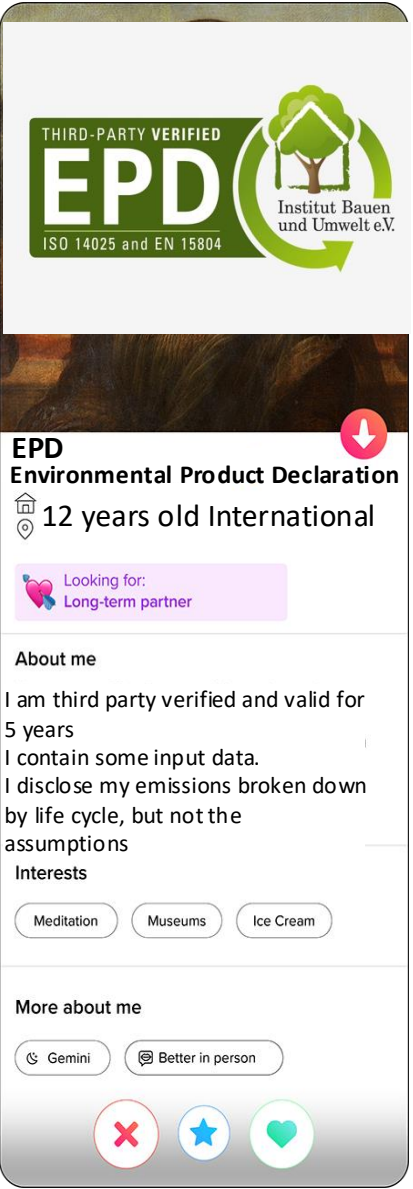 THIRD-PARTY VERIFIED
EPD
ISO 14025 and EN 15804
Institut Bauen
und Umwelt e.V.
EPD
Environmental Product Declaration
12 years old International
Looking for:
Long-term partner
About me
I am third party verified and valid for
5 years
I contain some input data.
I disclose my emissions broken down
by life cycle, but not the
assumptions
Interests
Meditation
Museums
Ice Cream
More about me
Gemini
Better in person